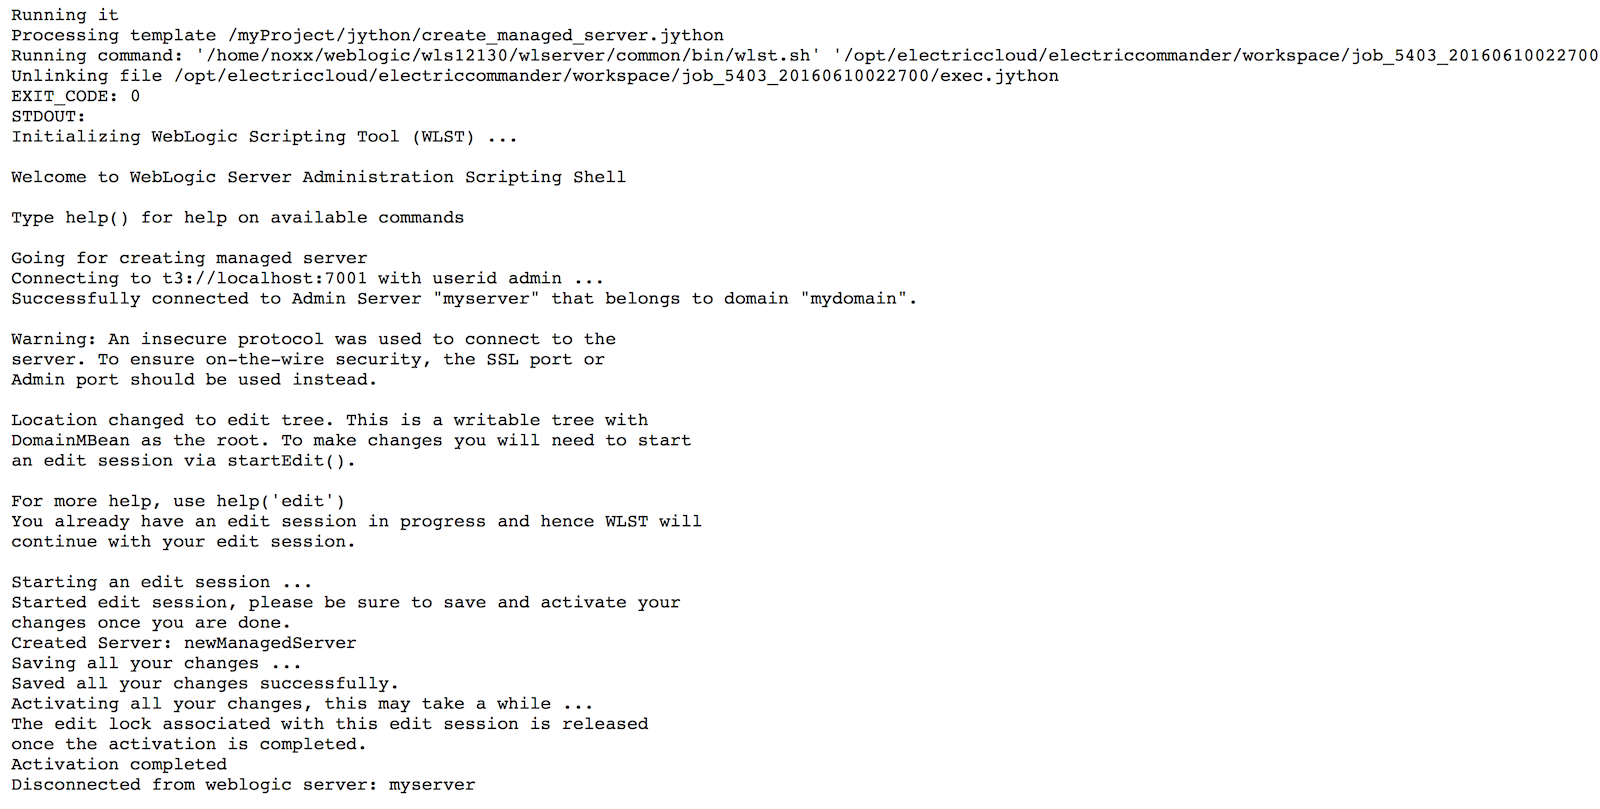 Running it
Processing template /myProject/jython/create_managed_server.jython
Running command: '/home/noxx/weblogic/wls12130/wlserver/common/bin/wlst.sh' '/opt/electriccloud/electriccommander/workspace/job_5403_20160610022700
Unlinking file /opt/electriccloud/electriccommander/workspace/job_5403_20160610022700/exec.jython
EXIT_CODE: 0
STDOUT:
Initializing WebLogic Scripting Tool (WLST) ...
Welcome to WebLogic Server Administration Scripting Shell
Type help() for help on available commands
Going for creating managed server
Connecting to t3://localhost:7001 with userid admin ...
Successfully connected to Admin Server "myserver" that belongs to domain "mydomain".
Warning: An insecure protocol was used to connect to the
server. To ensure on-the-wire security, the SSL port or
Admin port should be used instead.
Location changed to edit tree. This is a writable tree with
DomainMBean as the root. To make changes you will need to start
an edit session via startEdit().
For more help, use help('edit')
You already have an edit session in progress and hence WLST will
continue with your edit session.
Starting an edit session ...
Started edit session, please be sure to save and activate your
changes once you are done.
Created Server: newManagedServer
Saving all your changes ...
Saved all your changes successfully.
Activating all your changes, this may take a while ...
The edit lock associated with this edit session is released
once the activation is completed.
Activation completed
Disconnected from weblogic server: myserver